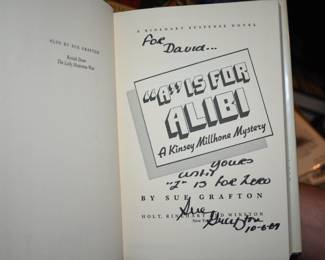 ALSO BY SUE GRAFTON
Keziah Dane
The Lolly-Madonna War
A RINEHART SUSPENSE NOVEL
For David...
"A" IS FOR
ALIBI
A Kinsey Millhone Mystery
Yours
until
"Z" is for Zero
BY SUE GRAFTON
Sue
Grafton
HOLT, RINEHART AND WINSTON
New York
10-6-89